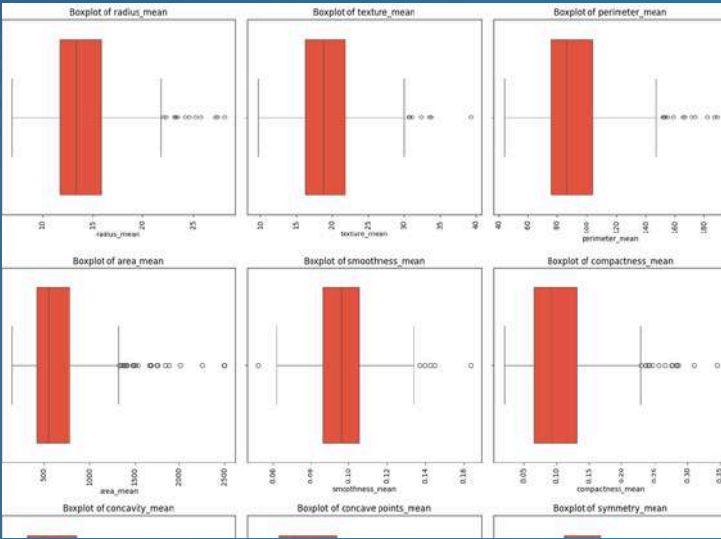 Boxplot of radius_mean
Boxplot of texture_mean
Boxplot of perimeter_mean
10 15 20 25
10 15 20 25 30 35 40
40 60 80 100 120 140 160 180
radius_mean
texture_mean
perimeter_mean
Boxplot of area_mean
Boxplot of smoothness_mean
Boxplot of compactness_mean
500 1000 1500 2000 2500
0.06 0.08 0.10 0.12 0.14 0.16
0.05 0.10 0.15 0.20 0.25 0.30 0.35
area_mean
smoothness_mean
compactness_mean
Boxplot of concavity_mean
Boxplot of concave points_mean
Boxplot of symmetry_mean